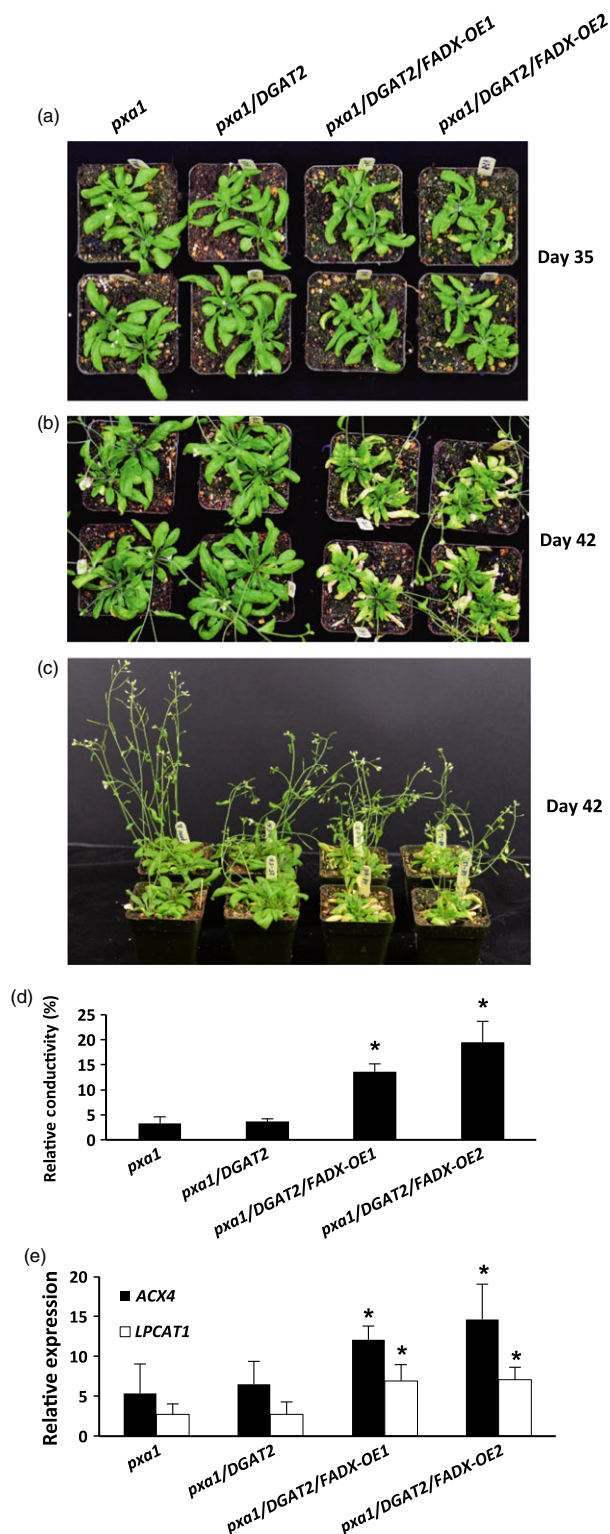 pxa1
pxa1/DGAT2
pxa1/DGAT2/FADX-OE1
pxa1/DGAT2/FADX-OE2
(a)
Day 35
(b)
Day 42
(c)
Day 42
(d)
Relative conductivity (%)
25
20
15
10
5
0
*
*
pxa1
pxa1/DGAT2
pxa1/DGAT2/FADX-OE1
pxa1/DGAT2/FADX-OE2
(e)
Relative expression
20
15
10
5
0
ACX4
LPCAT1
*
*
*
*
pxa1
pxa1/DGAT2
pxa1/DGAT2/FADX-OE1
pxa1/DGAT2/FADX-OE2